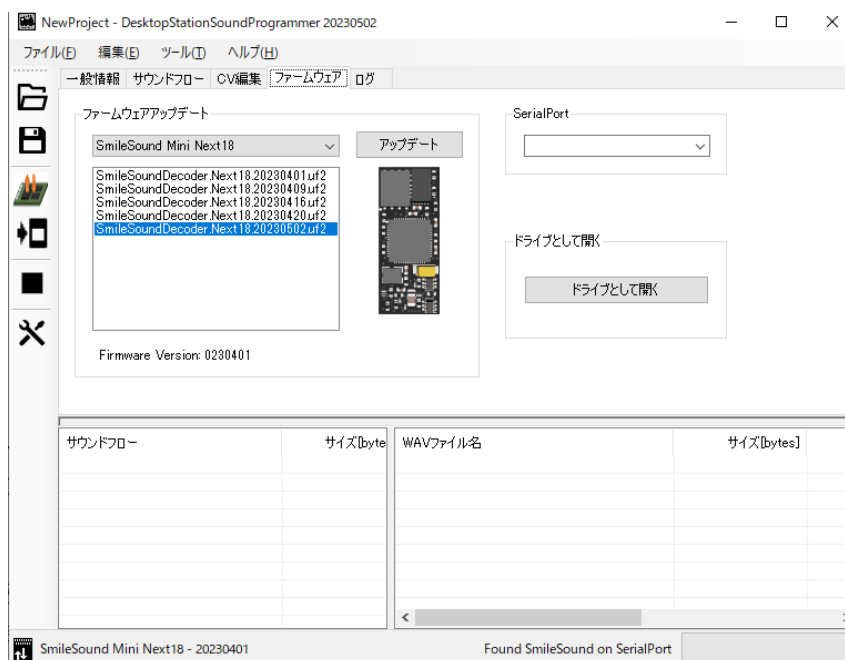 NewProject - DesktopStationSoundProgrammer 20230502
ファイル(F) 編集(E) ツール(T) ヘルプ(H)
一般情報 サウンドフロー CV編集 ファームウェア ログ
ファームウェアアップデート
SmileSound Mini Next18
アップデート
SmileSoundDecoder.Next18.20230401.uf2
SmileSoundDecoder.Next18.20230409.uf2
SmileSoundDecoder.Next18.20230416.uf2
SmileSoundDecoder.Next18.20230420.uf2
SmileSoundDecoder.Next18.20230502.uf2
Firmware Version: 0230401
SerialPort
ドライブとして開く
ドライブとして開く
サウンドフロー サイズ[byte WAVファイル名 サイズ[bytes]
SmileSound Mini Next18 - 20230401 Found SmileSound on SerialPort